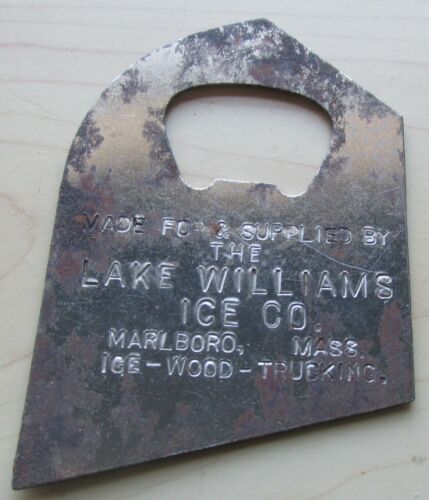 MADE FOR & SUPPLIED BY
THE
LAKE WILLIAMS
ICE CO.
MARLBORO, MASS.
ICE-WOOD-TRUCKING.